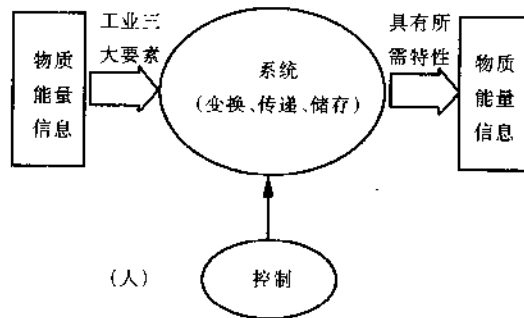 物质
能量
信息
工业三
大要素
系统
(变换、传递、储存)
具有所
需特性
物质
能量
信息
(人)
控制